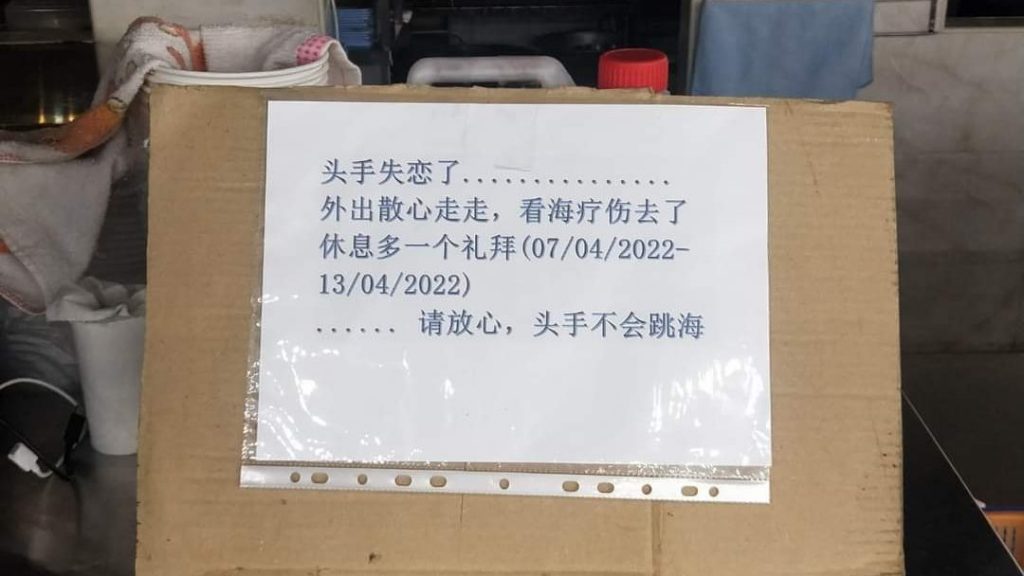 头手失恋了...............
外出散心走走，看海疗伤去了
休息多一个礼拜(07/04/2022-
13/04/2022)
...... 请放心，头手不会跳海